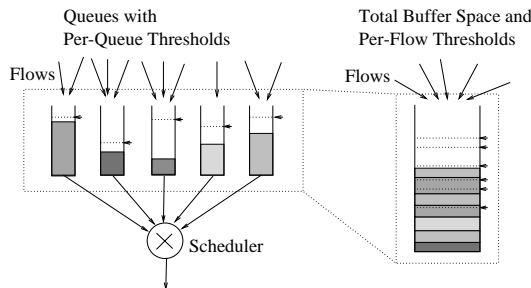 Queues with
Per-Queue Thresholds
Flows
Scheduler
Total Buffer Space and
Per-Flow Thresholds
Flows